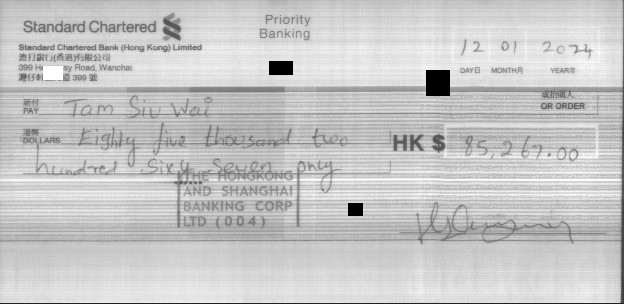 Standard Chartered
Priority
Banking
Standard Chartered Bank (Hong Kong) Limited
渣打銀行(香港)有限公司
399 Road, Wanchai
灣仔 道 399 號
12 01 2024
DAY日 MONTH月 YEAR年
祈付
PAY Tam Siu Wai
或指示人
OR ORDER
港幣
DOLLARS Eighty five thousand two
hundred Sixty Seven only
HK$ 85,267.00
THE HONGKONG
AND SHANGHAI
BANKING CORP
LTD (004)